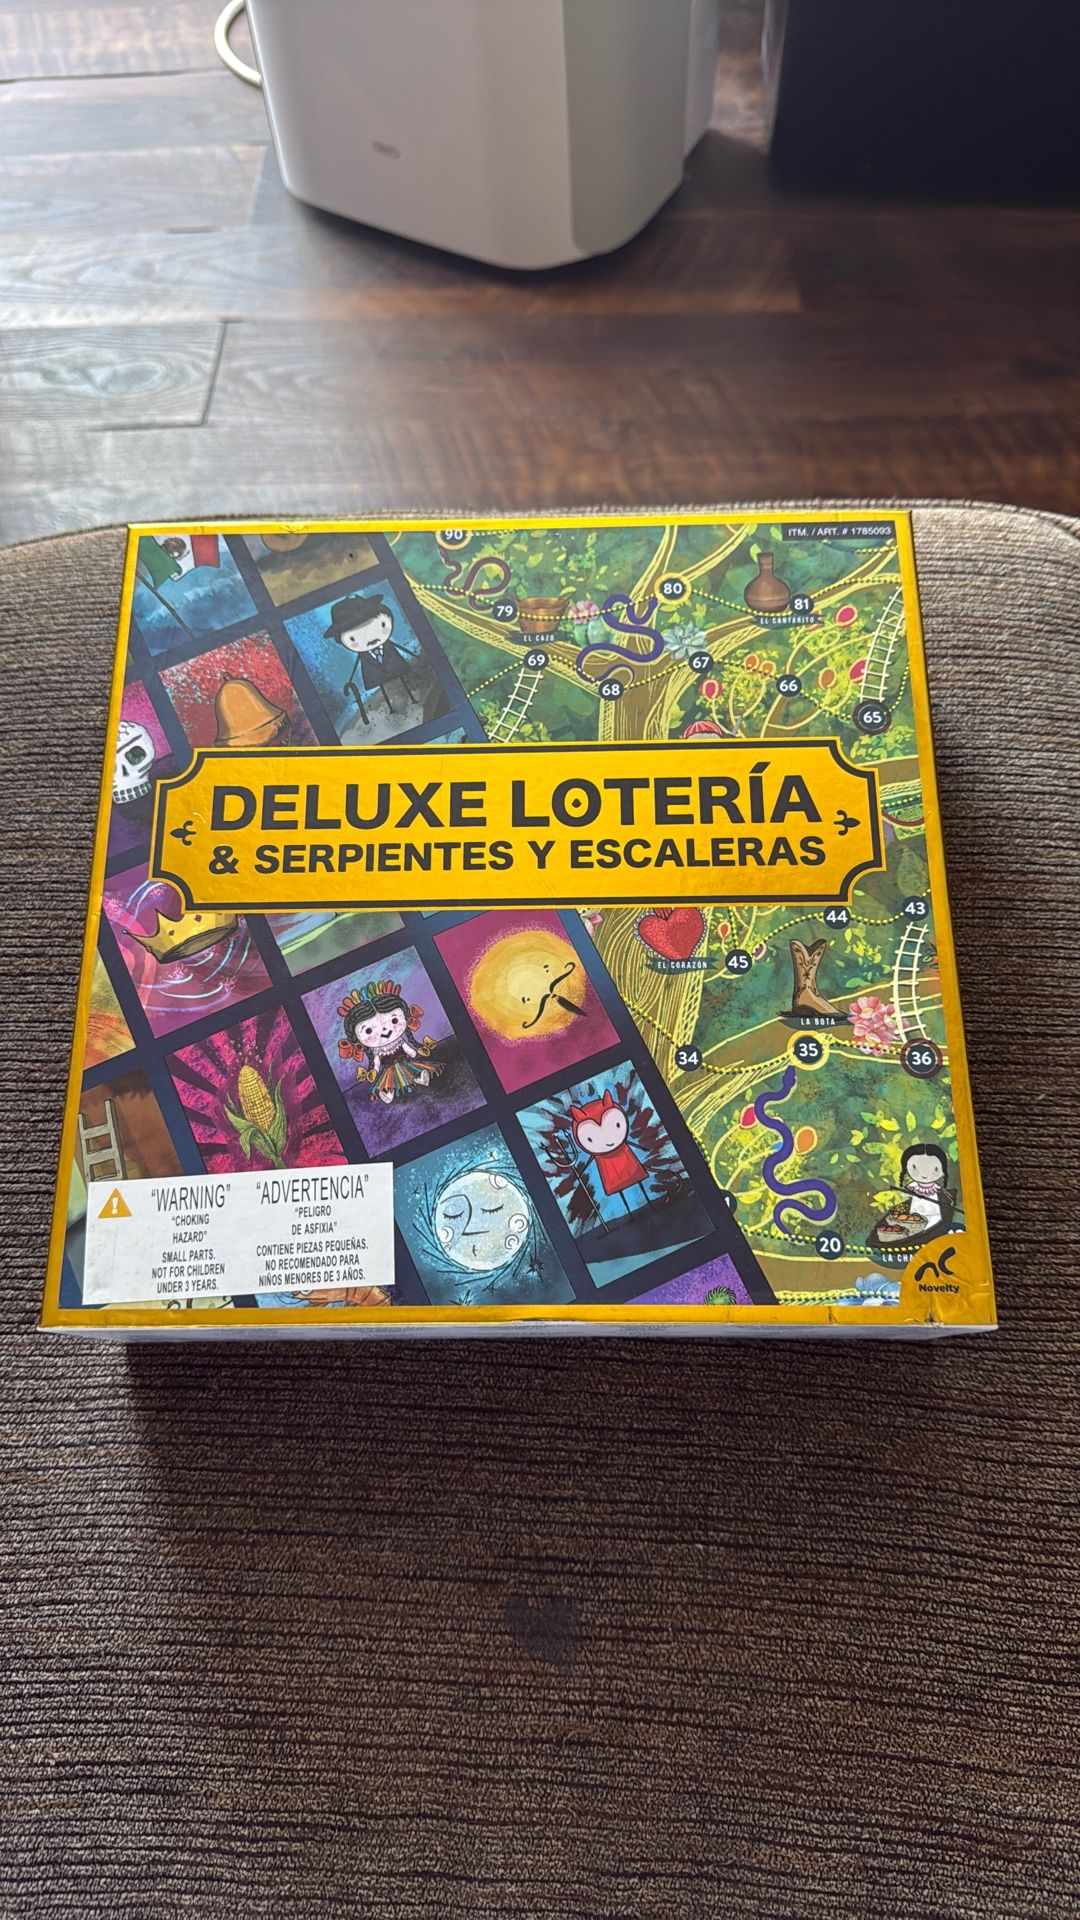 ITM. / ART. # 1785093
90
79
80
81
EL CAZO
EL CANTARITO
69
68
67
66
65
DELUXE LOTERÍA
& SERPIENTES Y ESCALERAS
44
43
EL CORAZÓN
45
LA BOTA
34
35
36
20
LA CHA
"WARNING"
"CHOKING
HAZARD"
SMALL PARTS.
NOT FOR CHILDREN
UNDER 3 YEARS.
"ADVERTENCIA"
"PELIGRO
DE ASFIXIA"
CONTIENE PIEZAS PEQUEÑAS.
NO RECOMENDADO PARA
NIÑOS MENORES DE 3 AÑOS.
nc
Novelty